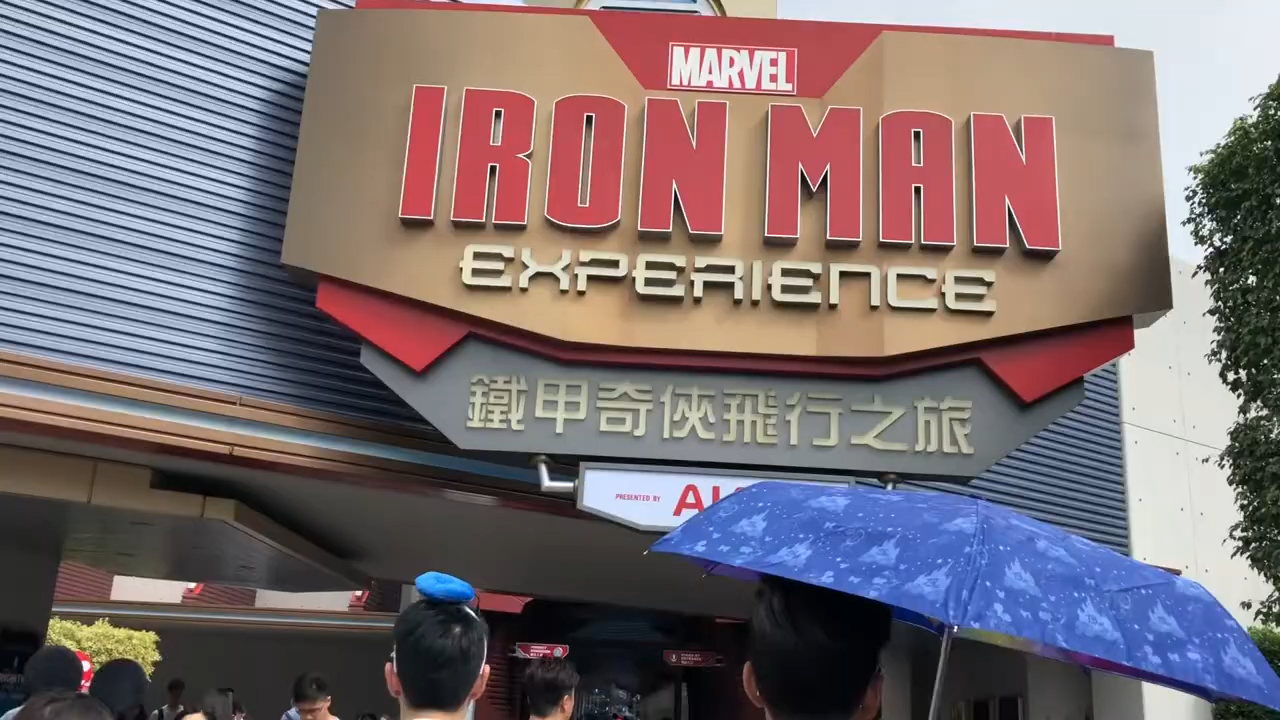 MARVEL
IRON MAN
EXPERIENCE
鐵甲奇俠飛行之旅
PRESENTED BY